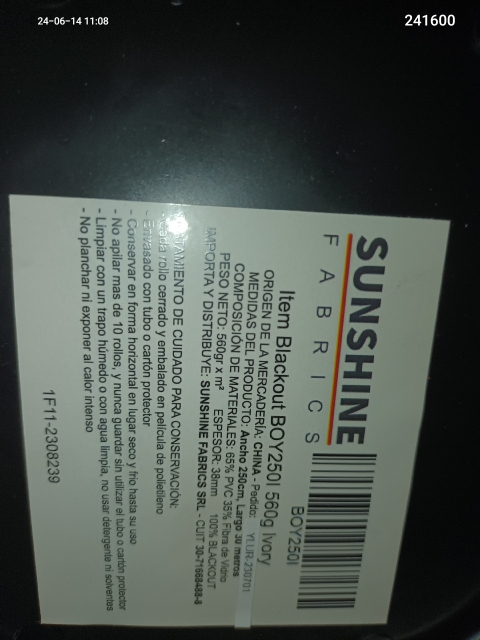 24-06-14 11:08
241600
SUNSHINE
FABRICS
BOY250I
Item Blackout BOY250I 560g Ivory
ORIGEN DE LA MERCADERÍA: CHINA - Pedido: YLUR-230701
MEDIDAS DEL PRODUCTO: Ancho 250cm, Largo 30 metros
COMPOSICIÓN DE MATERIALES: 65% PVC 35% Fibra de Vidrio
PESO NETO: 560gr x m² ESPESOR: 38mm 100% BLACKOUT
IMPORTA Y DISTRIBUYE: SUNSHINE FABRICS SRL - CUIT 30-71668488-8
TRATAMIENTO DE CUIDADO PARA CONSERVACIÓN:
- Cada rollo cerrado y embalado en película de polietileno
- Envasado con tubo o cartón protector
- Conservar en forma horizontal en lugar seco y frío hasta su uso
- No apilar mas de 10 rollos, y nunca guardar sin utilizar el tubo o cartón protector
- Limpiar con un trapo húmedo o con agua limpia, no usar detergente ni solventes
- No planchar ni exponer al calor intenso
1F11-2308239